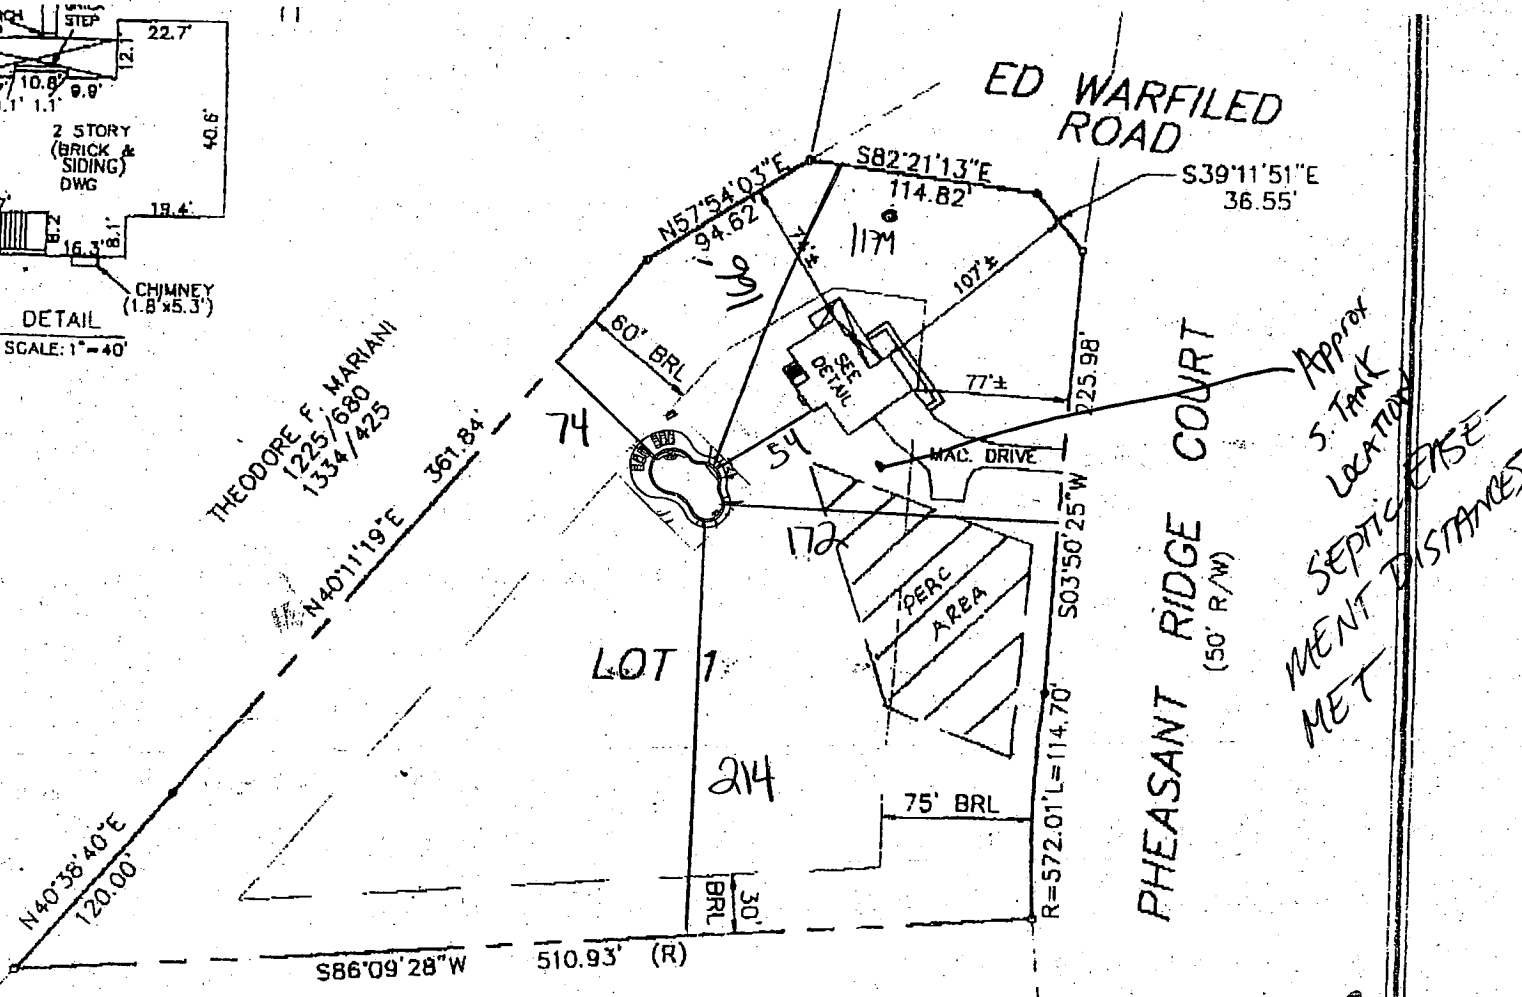 STEP
22.7'
12.1'
10.8'
9.9'
1.1'
2 STORY
(BRICK &
SIDING)
DWG
40.6'
19.4'
8.2'
16.3'
8.1'
CHIMNEY
(1.8'x5.3')
DETAIL
SCALE: 1"=40'
ED WARFILED
ROAD
S82°21'13"E
114.82'
S39°11'51"E
36.55'
N57°54'03"E
94.62'
166'
117
107'±
60' BRL
SEE
DETAIL
77'±
225.98'
THEODORE F. MARIANI
1225/680
1334/425
361.84'
N40°11'19"E
74
54
MAC. DRIVE
172
PERC
AREA
S03°50'25"W
LOT 1
214
75' BRL
30'
BRL
R=572.01' L=114.70'
PHEASANT RIDGE COURT
(50' R/W)
Approx
S. TANK
LOCATION
SEPTIC EASE-
MENT DISTANCES
MET
N40°38'40"E
120.00'
S86°09'28"W
510.93' (R)